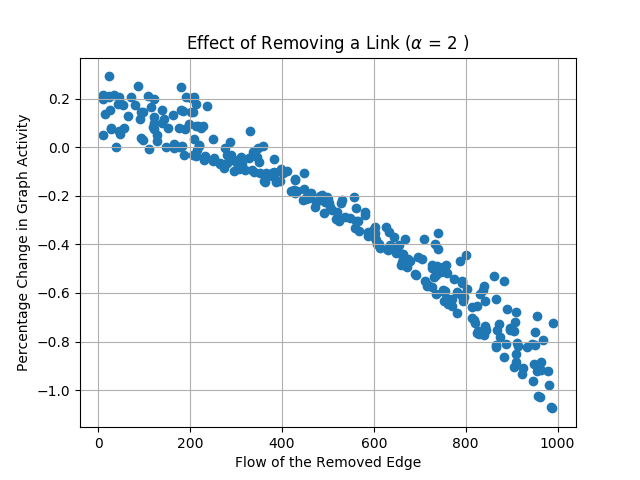 Effect of Removing a Link (α = 2 )
Percentage Change in Graph Activity
0.2
0.0
−0.2
−0.4
−0.6
−0.8
−1.0
0 200 400 600 800 1000
Flow of the Removed Edge